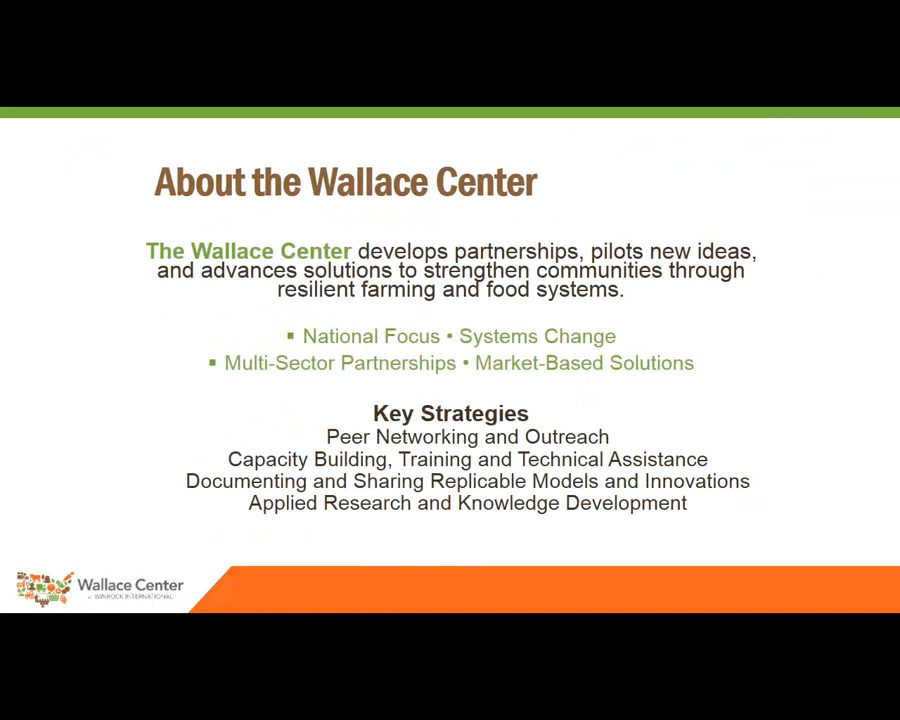 About the Wallace Center
The Wallace Center develops partnerships, pilots new ideas,
and advances solutions to strengthen communities through
resilient farming and food systems.
▪ National Focus • Systems Change
▪ Multi-Sector Partnerships • Market-Based Solutions
Key Strategies
Peer Networking and Outreach
Capacity Building, Training and Technical Assistance
Documenting and Sharing Replicable Models and Innovations
Applied Research and Knowledge Development
Wallace Center
at WINROCK INTERNATIONAL